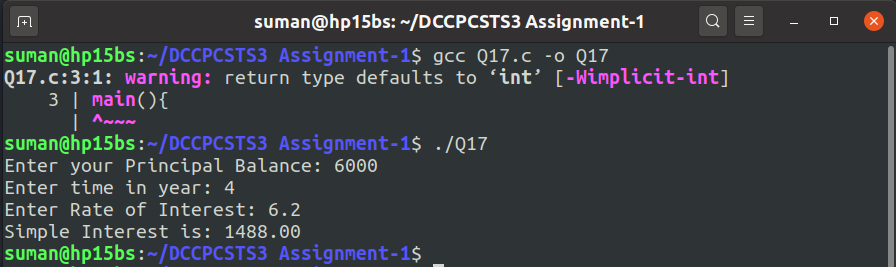 suman@hp15bs: ~/DCCPCSTS3 Assignment-1
suman@hp15bs:~/DCCPCSTS3 Assignment-1$ gcc Q17.c -o Q17
Q17.c:3:1: warning: return type defaults to ‘int’ [-Wimplicit-int]
    3 | main(){
      | ^~~~
suman@hp15bs:~/DCCPCSTS3 Assignment-1$ ./Q17
Enter your Principal Balance: 6000
Enter time in year: 4
Enter Rate of Interest: 6.2
Simple Interest is: 1488.00
suman@hp15bs:~/DCCPCSTS3 Assignment-1$